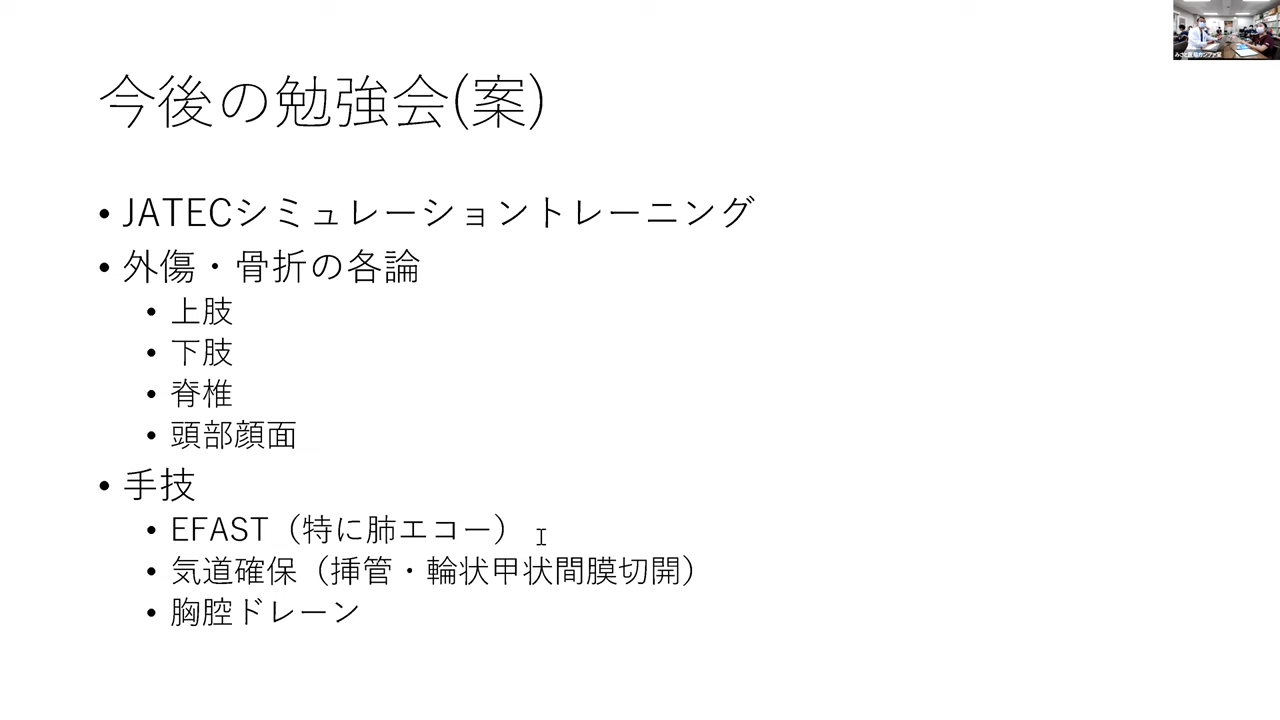 今後の勉強会(案)
• JATECシミュレーショントレーニング
• 外傷・骨折の各論
• 上肢
• 下肢
• 脊椎
• 頭部顔面
• 手技
• EFAST（特に肺エコー）
• 気道確保（挿管・輪状甲状間膜切開）
• 胸腔ドレーン